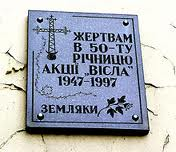 ЖЕРТВАМ
В 50-ТУ
РІЧНИЦЮ
АКЦІЇ „ВІСЛА"
1947-1997
ЗЕМЛЯКИ